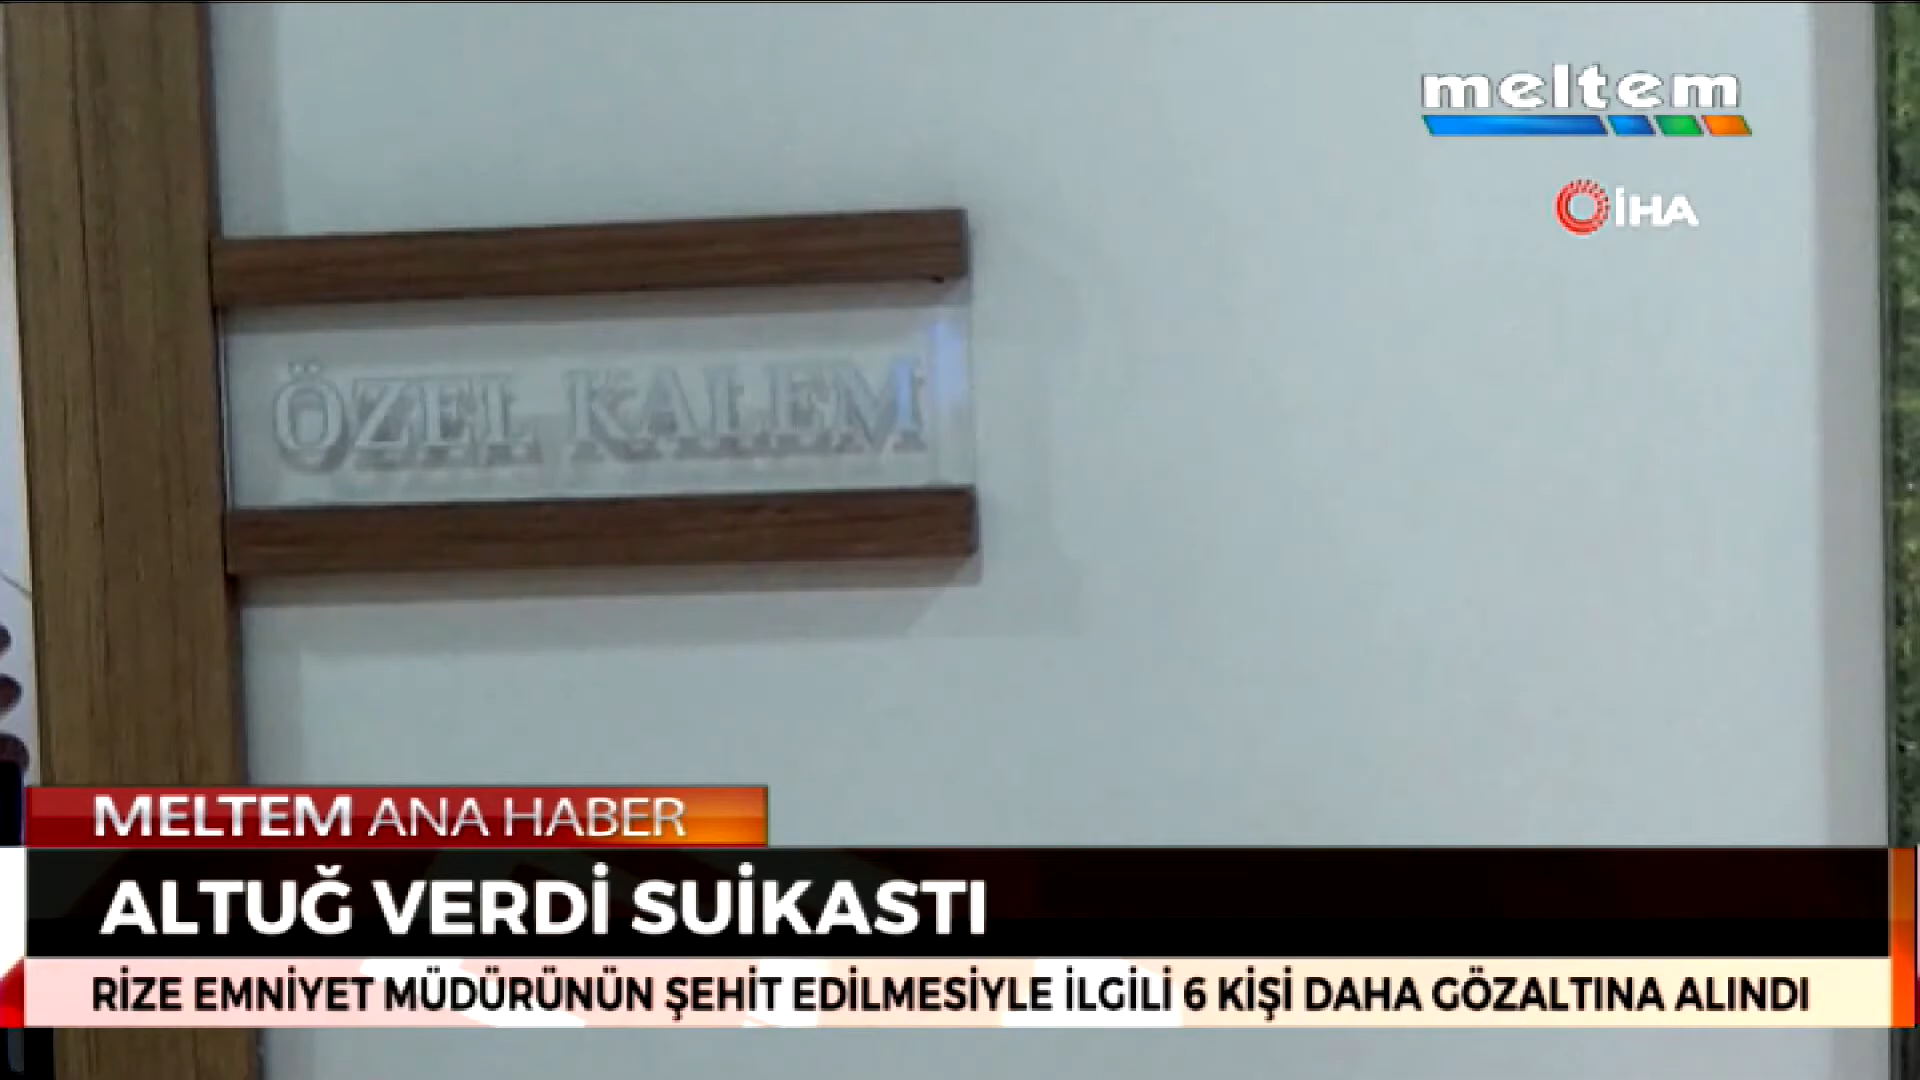 meltem
İHA
ÖZEL KALEM
MELTEM ANA HABER
ALTUĞ VERDİ SUİKASTI
RİZE EMNİYET MÜDÜRÜNÜN ŞEHİT EDİLMESİYLE İLGİLİ 6 KİŞİ DAHA GÖZALTINA ALINDI